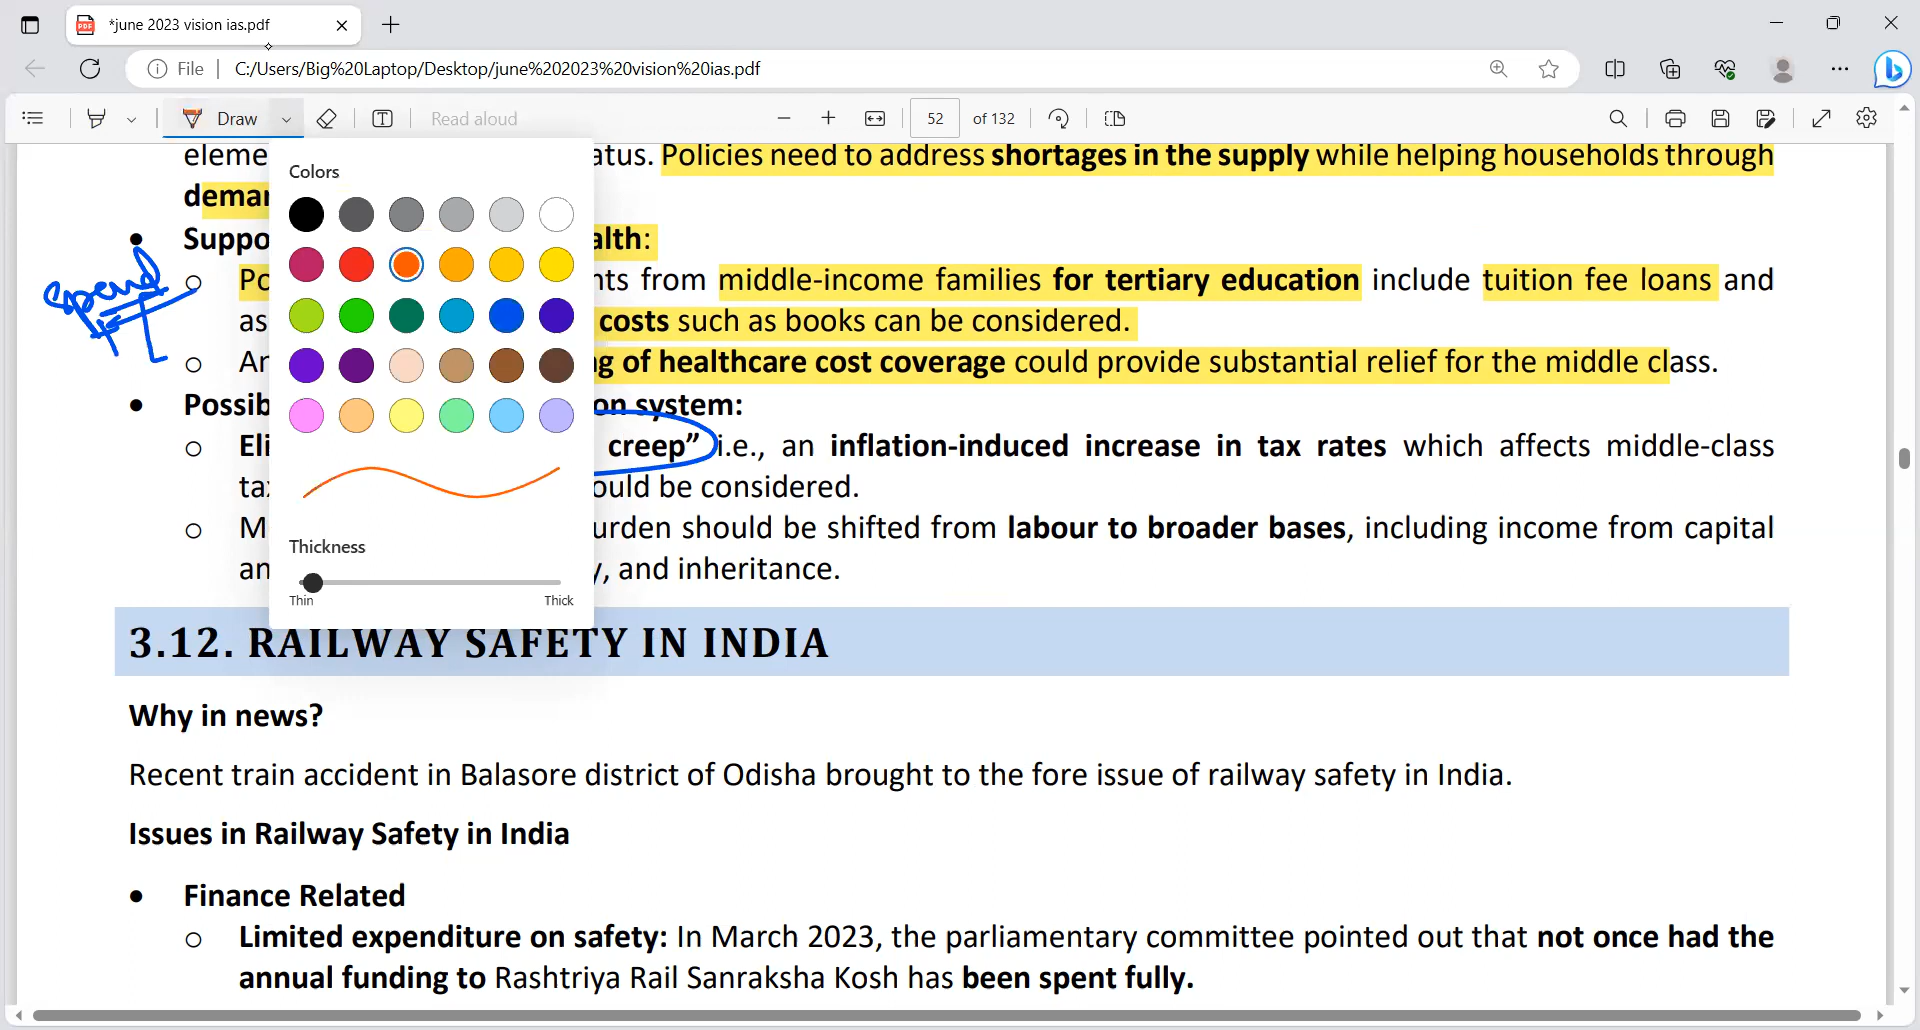 *june 2023 vision ias.pdf
File
C:/Users/Big%20Laptop/Desktop/june%202023%20vision%20ias.pdf
Draw
Read aloud
52 of 132
eleme atus. Policies need to address shortages in the supply while helping households through
demar
Suppo alth:
Po nts from middle-income families for tertiary education include tuition fee loans and
as costs such as books can be considered.
An g of healthcare cost coverage could provide substantial relief for the middle class.
Possib on system:
Eli creep” i.e., an inflation-induced increase in tax rates which affects middle-class
tax ould be considered.
M urden should be shifted from labour to broader bases, including income from capital
an y, and inheritance.
spend
Colors
Thickness
Thin Thick
3.12. RAILWAY SAFETY IN INDIA
Why in news?
Recent train accident in Balasore district of Odisha brought to the fore issue of railway safety in India.
Issues in Railway Safety in India
Finance Related
Limited expenditure on safety: In March 2023, the parliamentary committee pointed out that not once had the
annual funding to Rashtriya Rail Sanraksha Kosh has been spent fully.